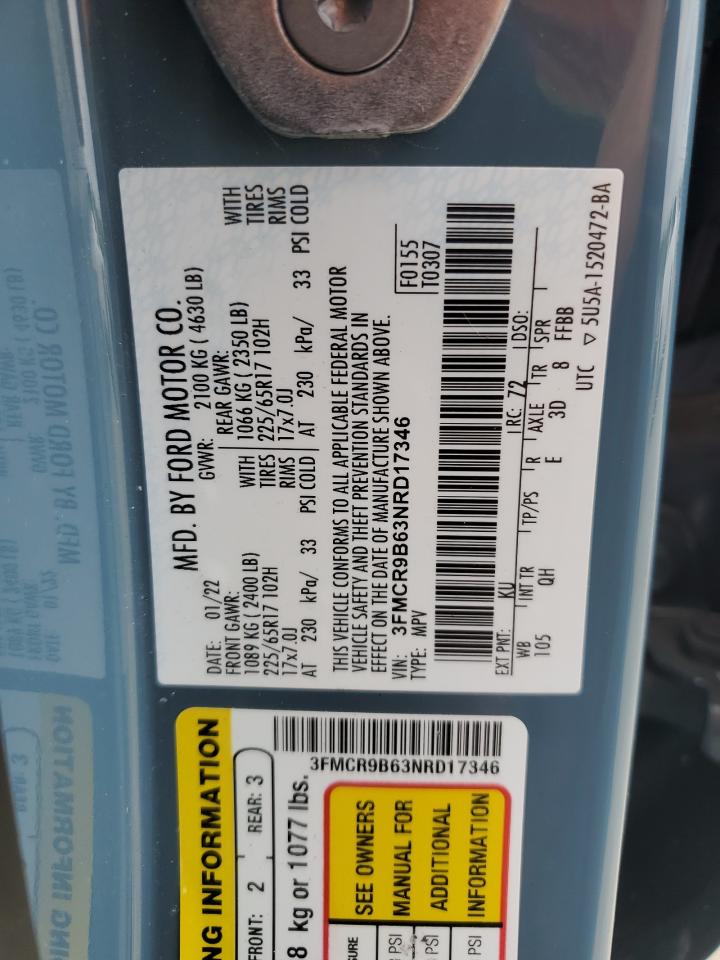 MFD. BY FORD MOTOR CO.
DATE: 01/22 GVWR: 2100 KG ( 4630 LB)
FRONT GAWR: REAR GAWR:
1089 KG ( 2400 LB) WITH 1066 KG ( 2350 LB) WITH
225/65R17 102H TIRES 225/65R17 102H TIRES
17x7.0J RIMS 17x7.0J RIMS
AT 230 kPa/ 33 PSI COLD AT 230 kPa/ 33 PSI COLD
THIS VEHICLE CONFORMS TO ALL APPLICABLE FEDERAL MOTOR
VEHICLE SAFETY AND THEFT PREVENTION STANDARDS IN
EFFECT ON THE DATE OF MANUFACTURE SHOWN ABOVE.
VIN: 3FMCR9B63NRD17346
TYPE: MPV
F0155
T0307
EXT PNT: KU RC: 72 DSO:
WB INT TR TP/PS R AXLE TR SPR
105 QH E 3D 8 FFBB
UTC ▽ 5U5A-1520472-BA
NG INFORMATION
FRONT: 2 REAR: 3
3FMCR9B63NRD17346
8 kg or 1077 lbs.
SEE OWNERS
MANUAL FOR
ADDITIONAL
INFORMATION
SURE
PSI
PSI
PSI